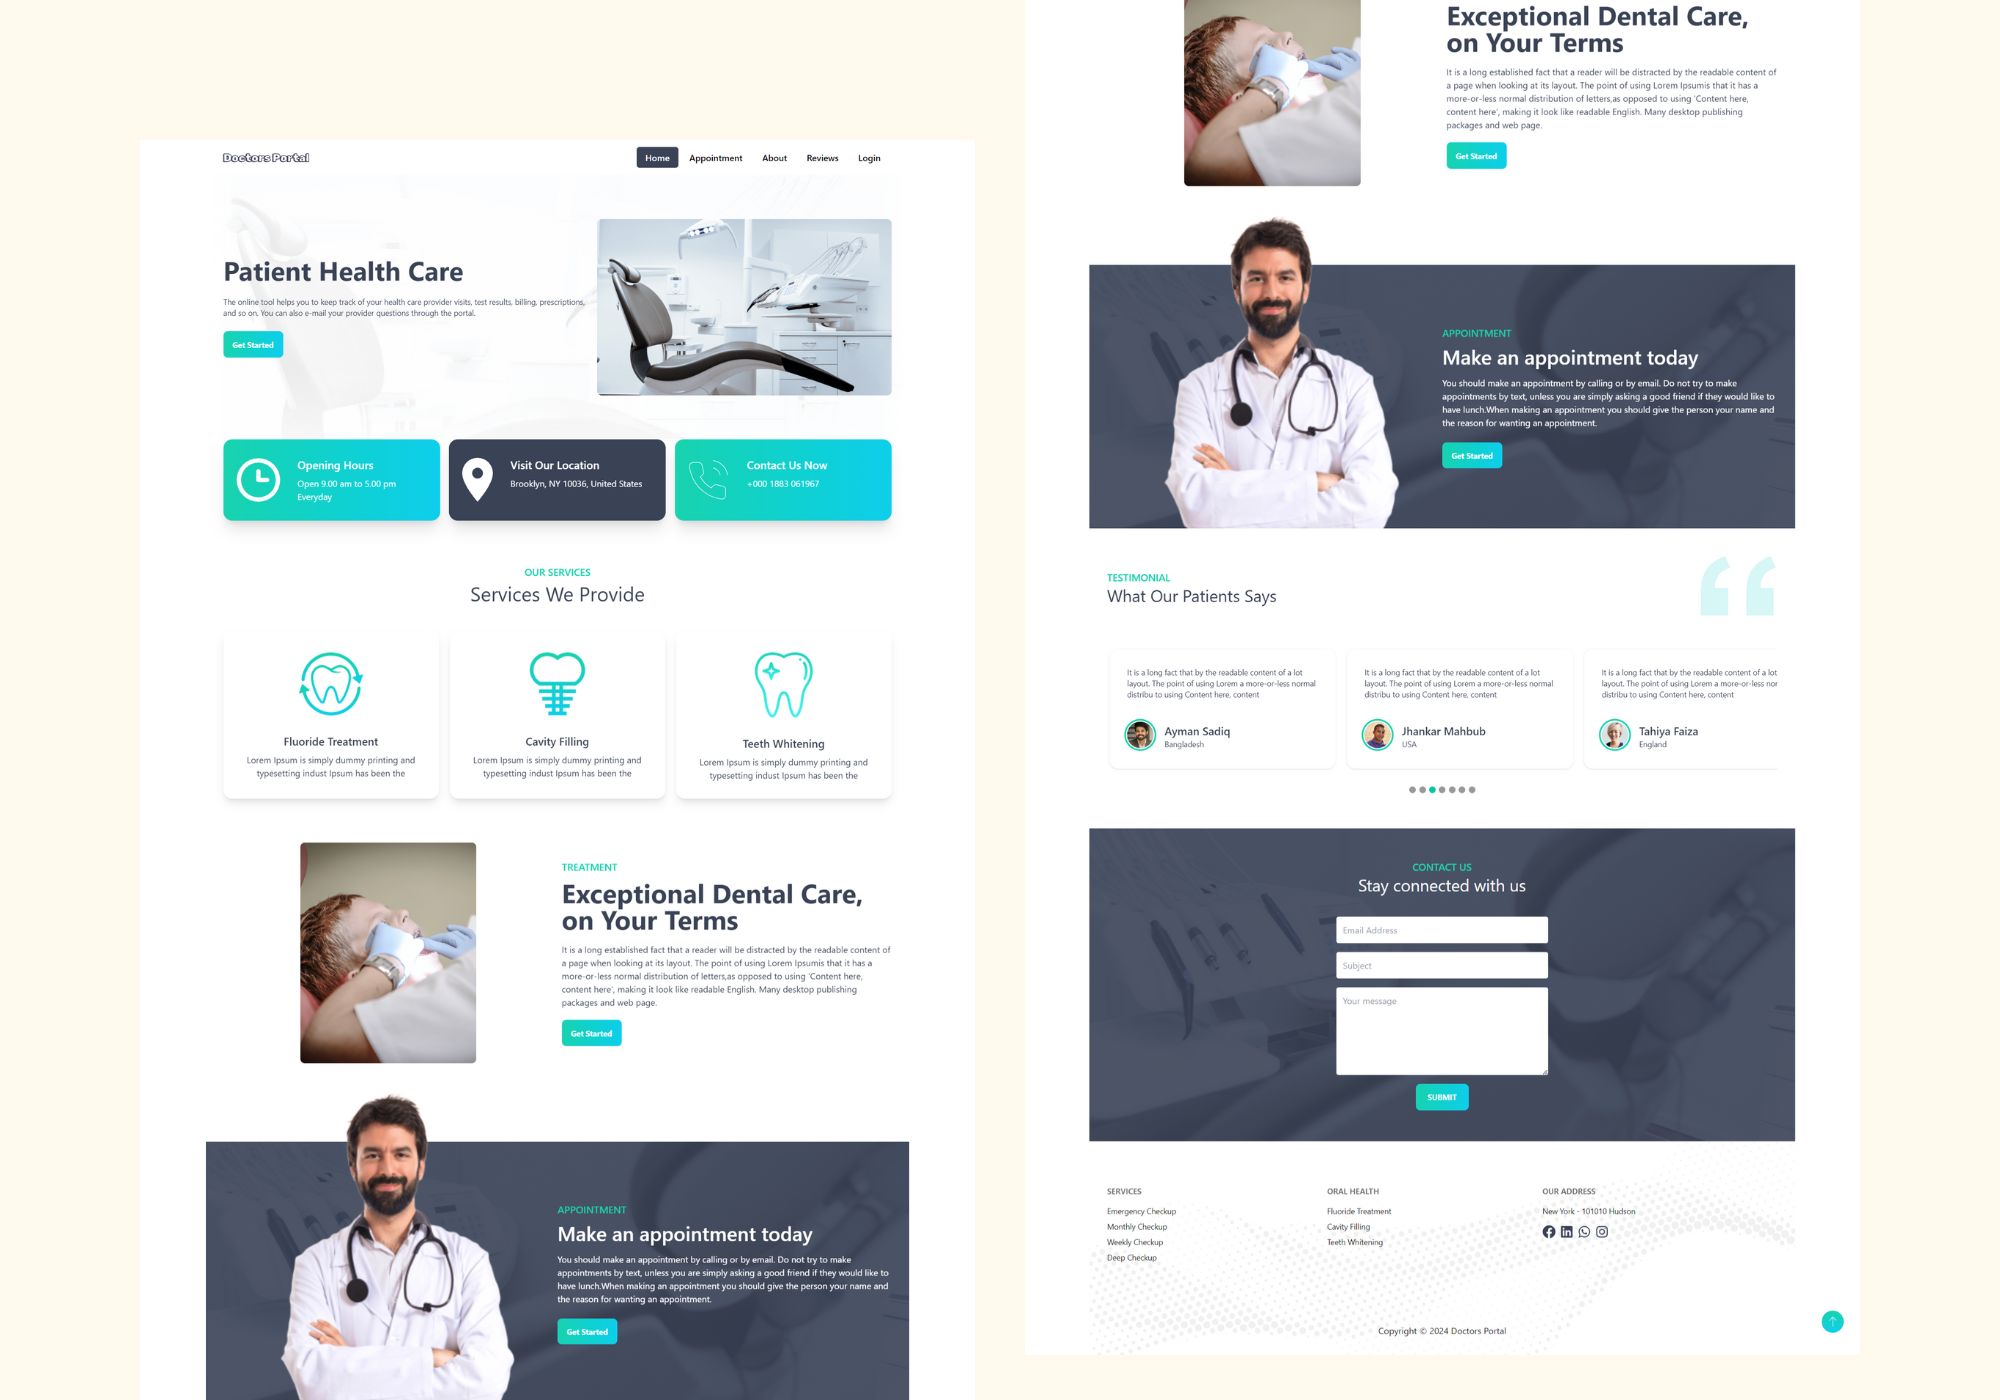 Doctors Portal
Home
Appointment
About
Reviews
Login
Patient Health Care
The online tool helps you to keep track of your health care provider visits, test results, billing, prescriptions,
and so on. You can also e-mail your provider questions through the portal.
Get Started
Opening Hours
Open 9.00 am to 5.00 pm
Everyday
Visit Our Location
Brooklyn, NY 10036, United States
Contact Us Now
+000 1883 061967
OUR SERVICES
Services We Provide
Fluoride Treatment
Lorem Ipsum is simply dummy printing and
typesetting indust Ipsum has been the
Cavity Filling
Lorem Ipsum is simply dummy printing and
typesetting indust Ipsum has been the
Teeth Whitening
Lorem Ipsum is simply dummy printing and
typesetting indust Ipsum has been the
TREATMENT
Exceptional Dental Care,
on Your Terms
It is a long established fact that a reader will be distracted by the readable content of
a page when looking at its layout. The point of using Lorem Ipsumis that it has a
more-or-less normal distribution of letters,as opposed to using 'Content here,
content here', making it look like readable English. Many desktop publishing
packages and web page.
Get Started
APPOINTMENT
Make an appointment today
You should make an appointment by calling or by email. Do not try to make
appointments by text, unless you are simply asking a good friend if they would like to
have lunch.When making an appointment you should give the person your name and
the reason for wanting an appointment.
Get Started
Exceptional Dental Care,
on Your Terms
It is a long established fact that a reader will be distracted by the readable content of
a page when looking at its layout. The point of using Lorem Ipsumis that it has a
more-or-less normal distribution of letters,as opposed to using 'Content here,
content here', making it look like readable English. Many desktop publishing
packages and web page.
Get Started
APPOINTMENT
Make an appointment today
You should make an appointment by calling or by email. Do not try to make
appointments by text, unless you are simply asking a good friend if they would like to
have lunch.When making an appointment you should give the person your name and
the reason for wanting an appointment.
Get Started
TESTIMONIAL
What Our Patients Says
It is a long fact that by the readable content of a lot
layout. The point of using Lorem a more-or-less normal
distribu to using Content here, content
Ayman Sadiq
Bangladesh
It is a long fact that by the readable content of a lot
layout. The point of using Lorem a more-or-less normal
distribu to using Content here, content
Jhankar Mahbub
USA
It is a long fact that by the readable content of a lot
layout. The point of using Lorem a more-or-less nor
distribu to using Content here, content
Tahiya Faiza
England
CONTACT US
Stay connected with us
Email Address
Subject
Your message
SUBMIT
SERVICES
Emergency Checkup
Monthly Checkup
Weekly Checkup
Deep Checkup
ORAL HEALTH
Fluoride Treatment
Cavity Filling
Teeth Whitening
OUR ADDRESS
New York - 101010 Hudson
Copyright © 2024 Doctors Portal